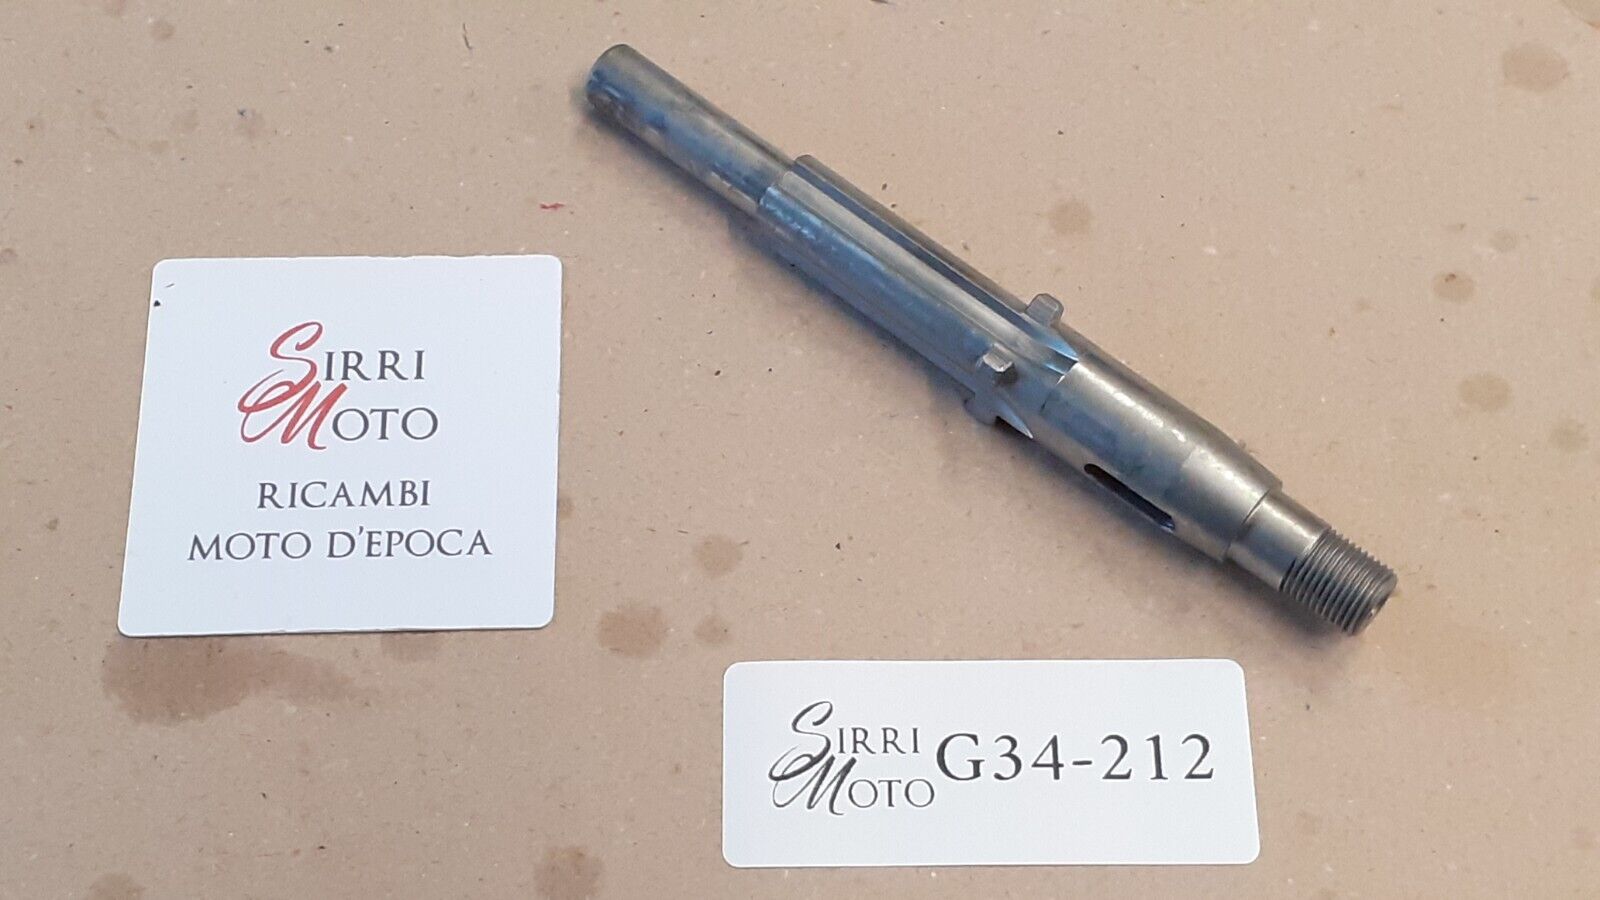 SIRRI
MOTO
RICAMBI
MOTO D'EPOCA
SIRRI
MOTO
G34-212